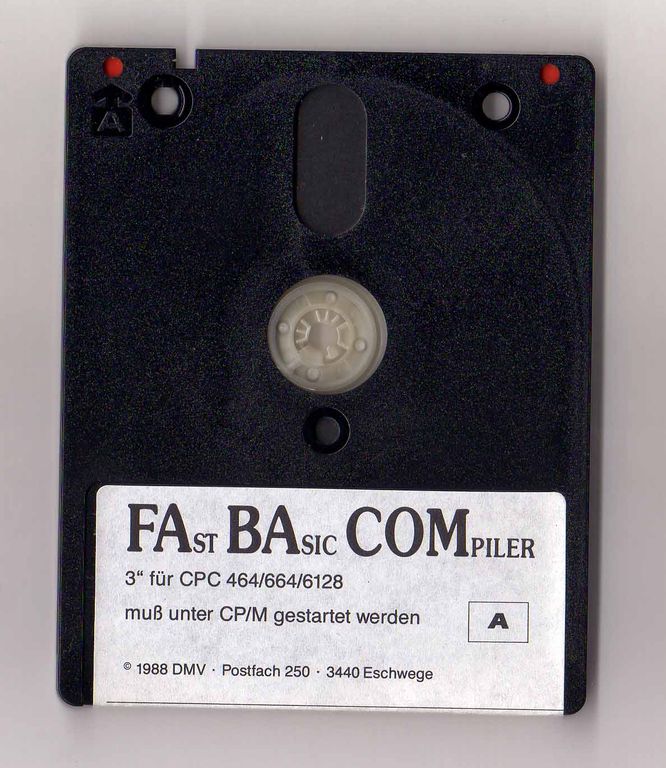 A
FAST BASIC COMPILER
3“ für CPC 464/664/6128
muß unter CP/M gestartet werden
A
© 1988 DMV · Postfach 250 · 3440 Eschwege